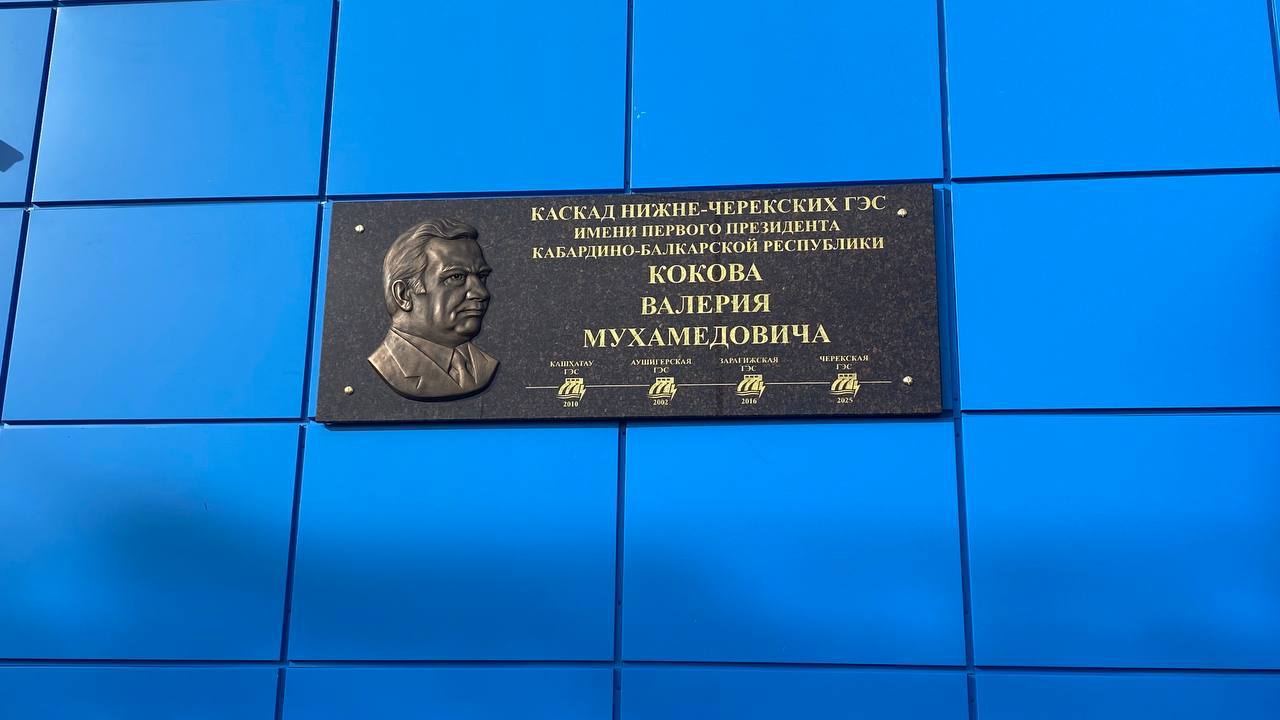 КАСКАД НИЖНЕ-ЧЕРЕКСКИХ ГЭС
ИМЕНИ ПЕРВОГО ПРЕЗИДЕНТА
КАБАРДИНО-БАЛКАРСКОЙ РЕСПУБЛИКИ
КОКОВА
ВАЛЕРИЯ
МУХАМЕДОВИЧА
КАШХАТАУ АУШИГЕРСКАЯ ЗАРАГИЖСКАЯ ЧЕРЕКСКАЯ
ГЭС ГЭС ГЭС ГЭС
2010 2002 2016 2025